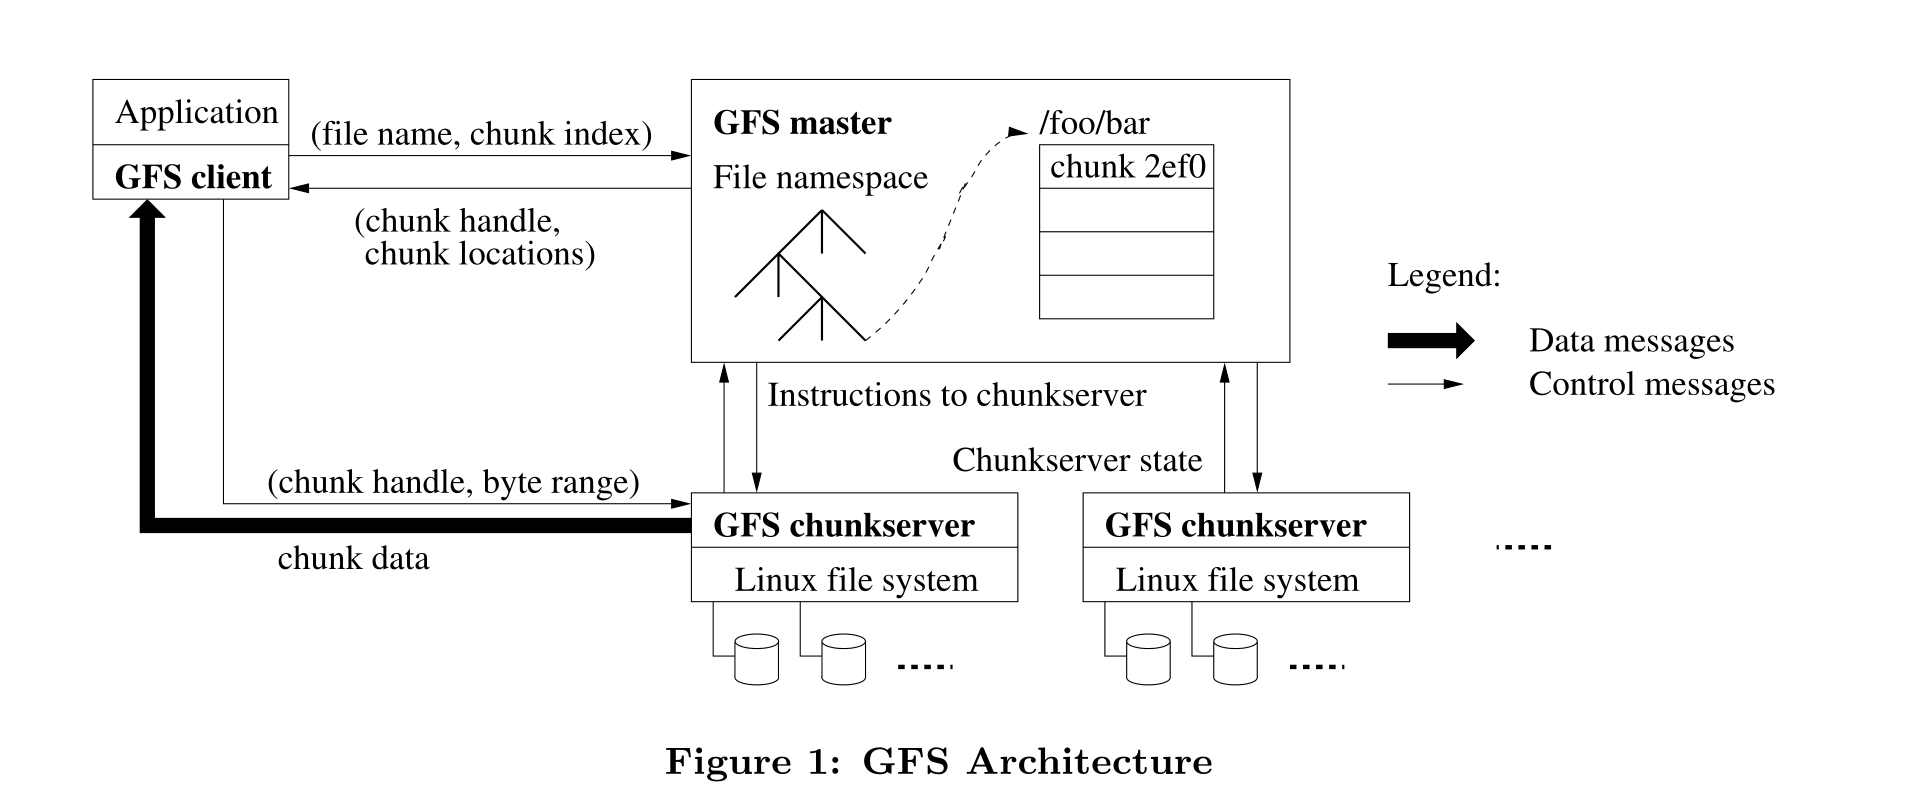 Application
GFS client
(file name, chunk index)
(chunk handle,
chunk locations)
GFS master
File namespace
/foo/bar
chunk 2ef0
Legend:
Data messages
Control messages
Instructions to chunkserver
Chunkserver state
(chunk handle, byte range)
chunk data
GFS chunkserver
Linux file system
GFS chunkserver
Linux file system
Figure 1: GFS Architecture